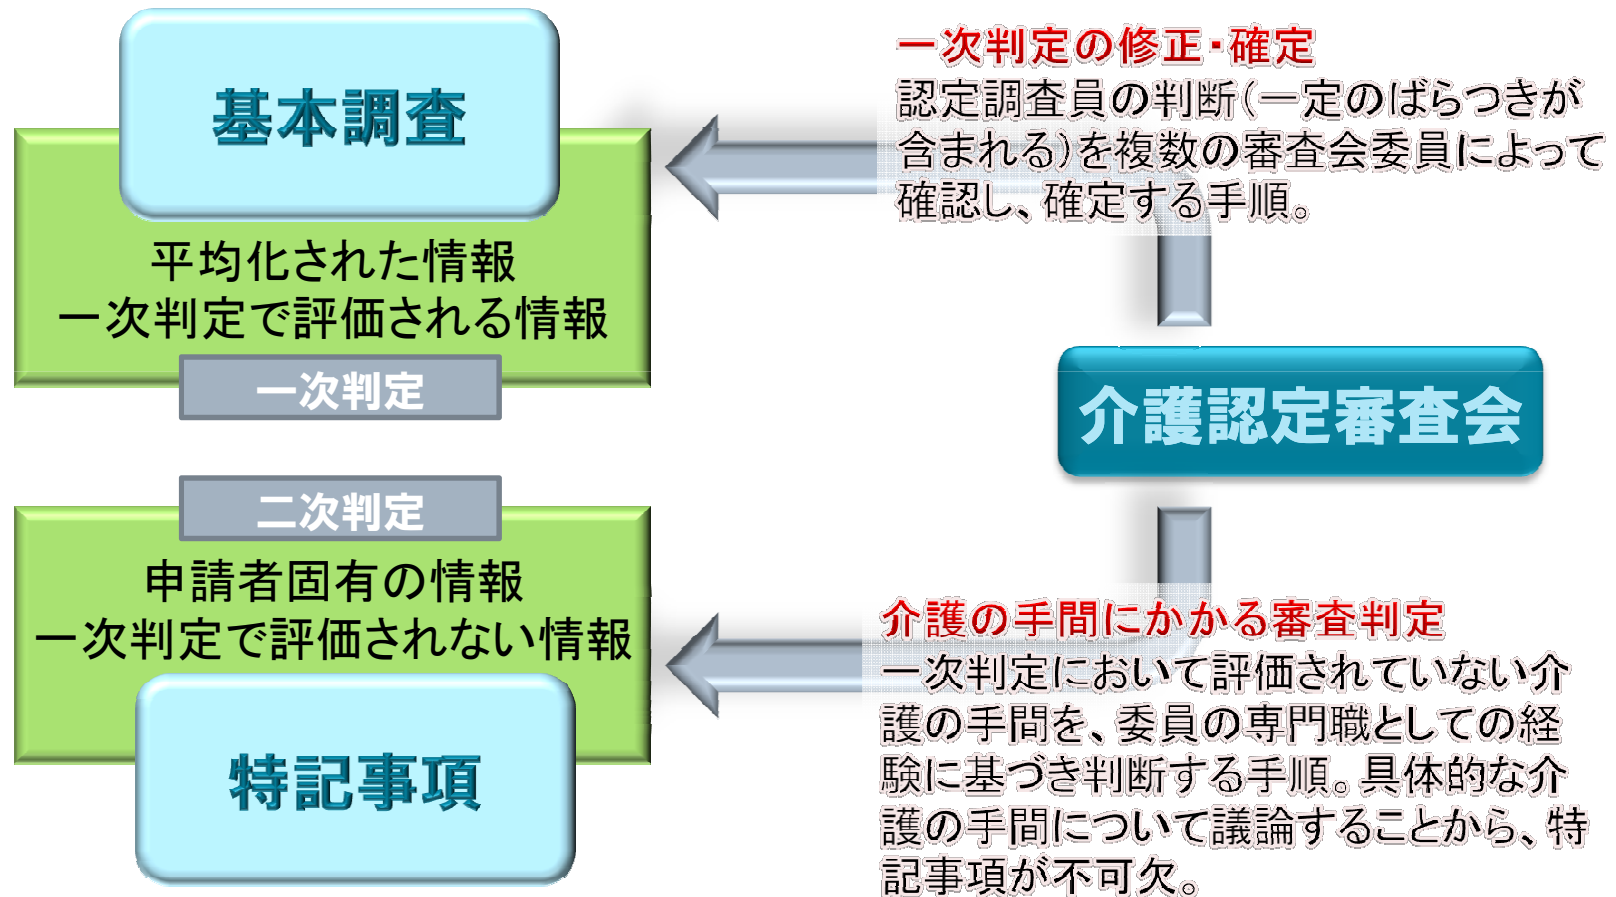 基本調査
平均化された情報
一次判定で評価される情報
一次判定
二次判定
申請者固有の情報
一次判定で評価されない情報
特記事項
一次判定の修正・確定
認定調査員の判断(一定のばらつきが
含まれる)を複数の審査会委員によって
確認し、確定する手順。
介護認定審査会
介護の手間にかかる審査判定
一次判定において評価されていない介
護の手間を、委員の専門職としての経
験に基づき判断する手順。具体的な介
護の手間について議論することから、特
記事項が不可欠。